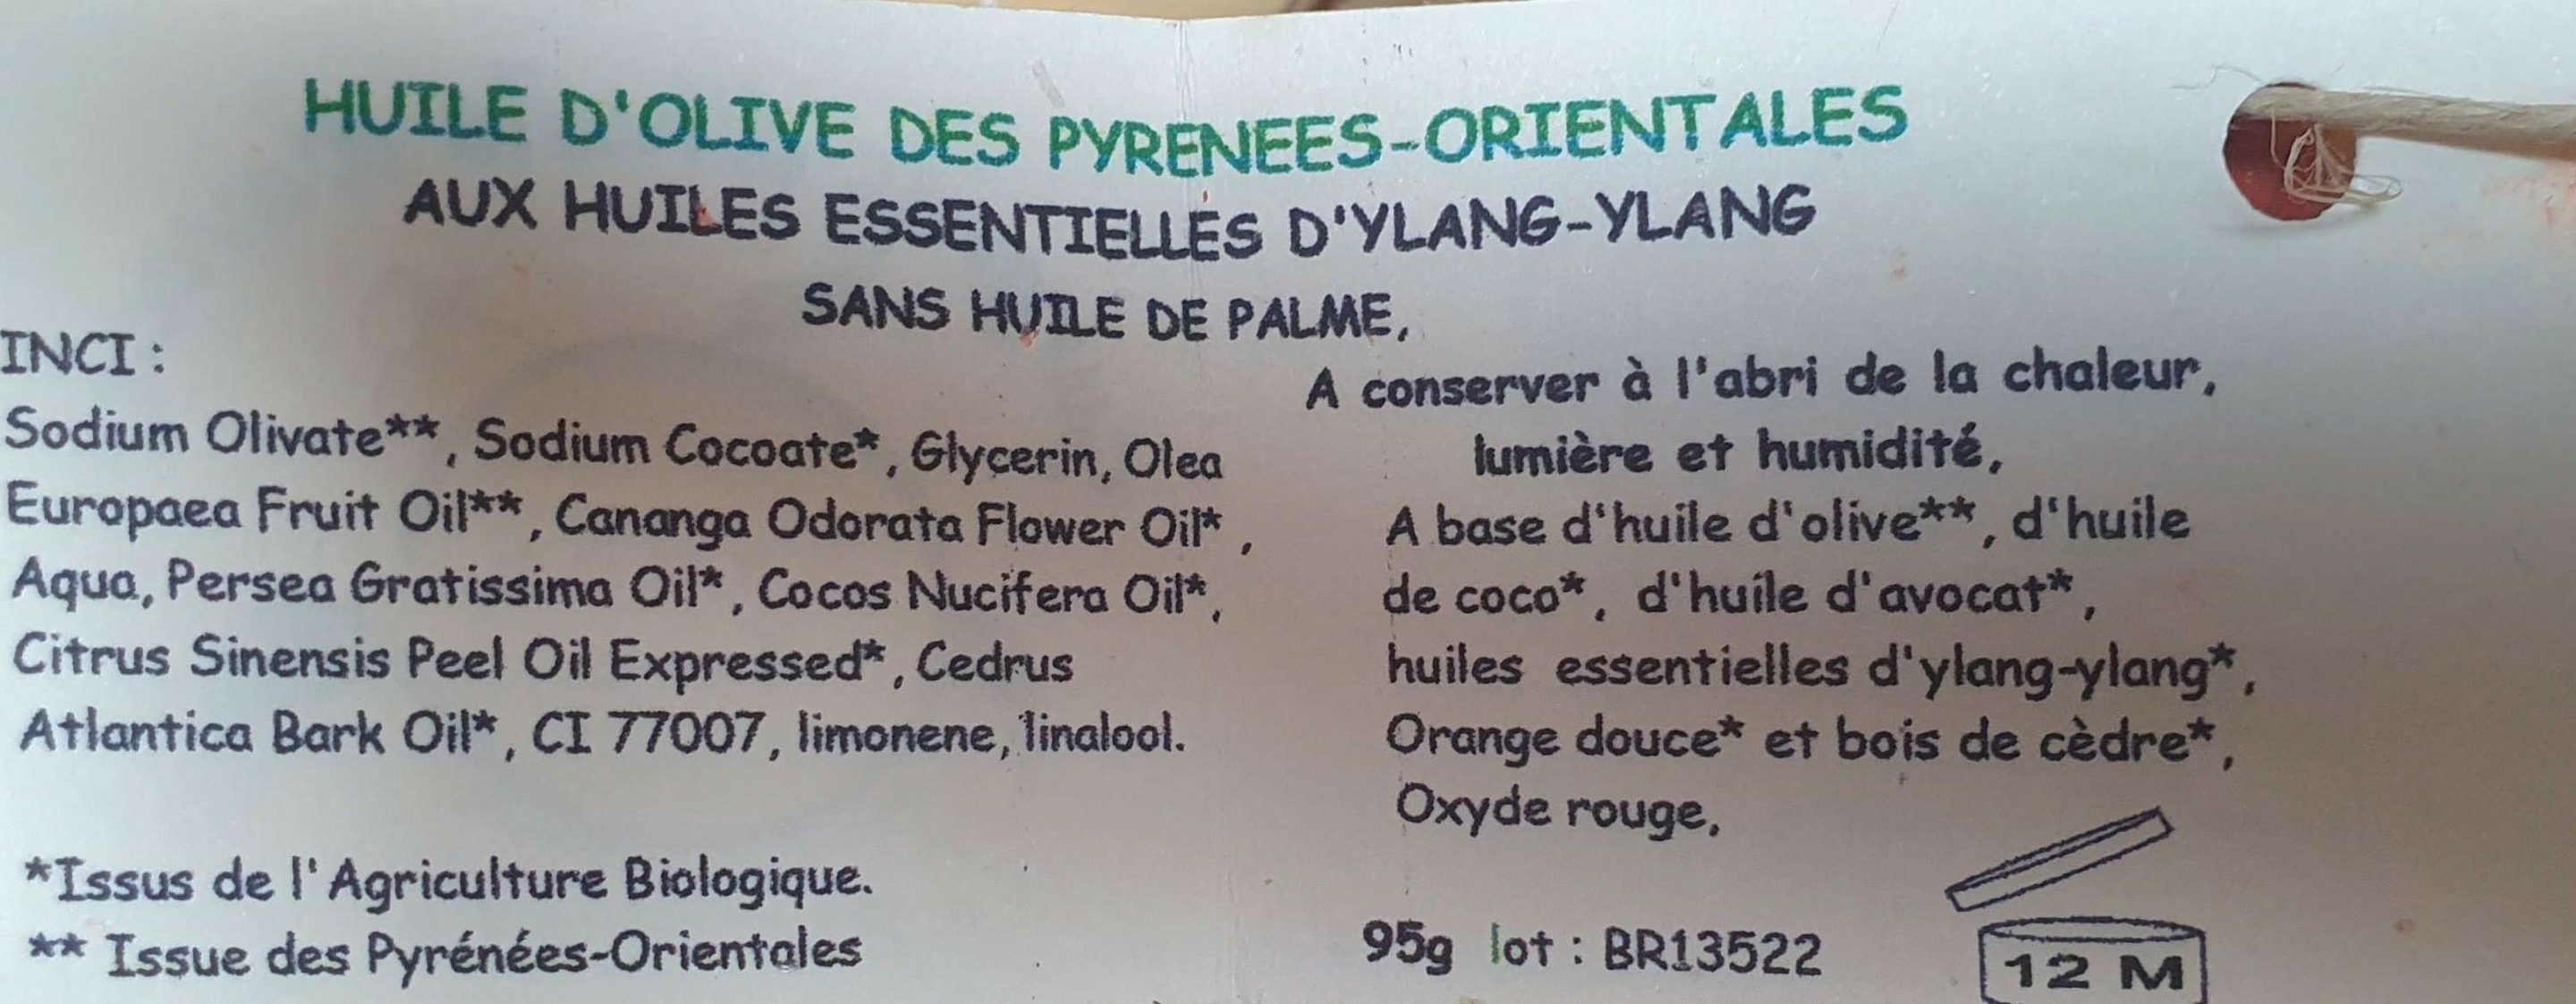 HUILE D'OLIVE DES PYRENEES-ORIENTALES
AUX HUILES ESSENTIELLES D'YLANG-YLANG
SANS HUILE DE PALME,
INCI :
Sodium Olivate**, Sodium Cocoate*, Glycerin, Olea
Europaea Fruit Oil**, Cananga Odorata Flower Oil* ,
Aqua, Persea Gratissima Oil*, Cocos Nucifera Oil*,
Citrus Sinensis Peel Oil Expressed*, Cedrus
Atlantica Bark Oil*, CI 77007, limonene, linalool.
*Issus de l'Agriculture Biologique.
** Issue des Pyrénées-Orientales
A conserver à l'abri de la chaleur,
lumière et humidité,
A base d'huile d'olive**, d'huile
de coco*, d'huile d'avocat*,
huiles essentielles d'ylang-ylang*,
Orange douce* et bois de cèdre*,
Oxyde rouge,
95g lot : BR13522
12 M